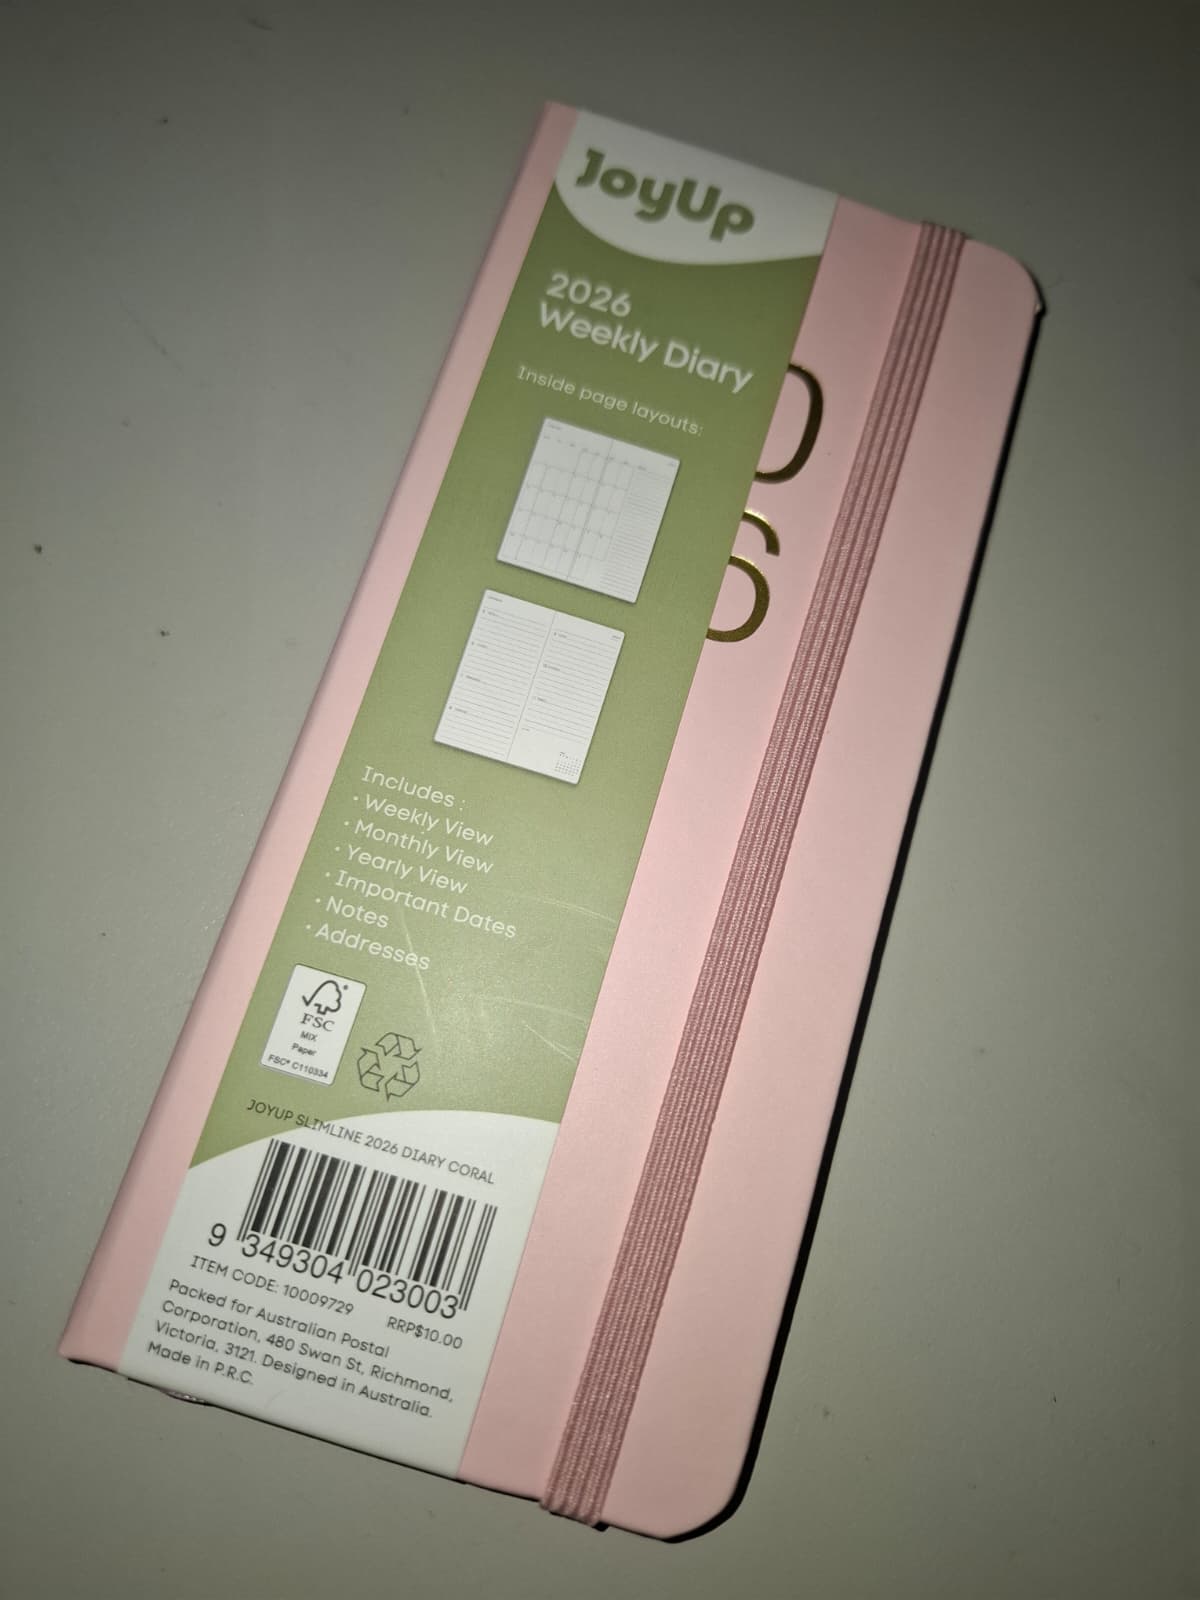 JoyUp
2026
Weekly Diary
Inside page layouts:
0
6
Includes :
• Weekly View
• Monthly View
• Yearly View
• Important Dates
• Notes
• Addresses
FSC
MIX
Paper
FSC® C110334
JOYUP SLIMLINE 2026 DIARY CORAL
9 349304 023003
ITEM CODE: 10009729
RRP$10.00
Packed for Australian Postal
Corporation, 480 Swan St, Richmond,
Victoria, 3121. Designed in Australia.
Made in P.R.C.